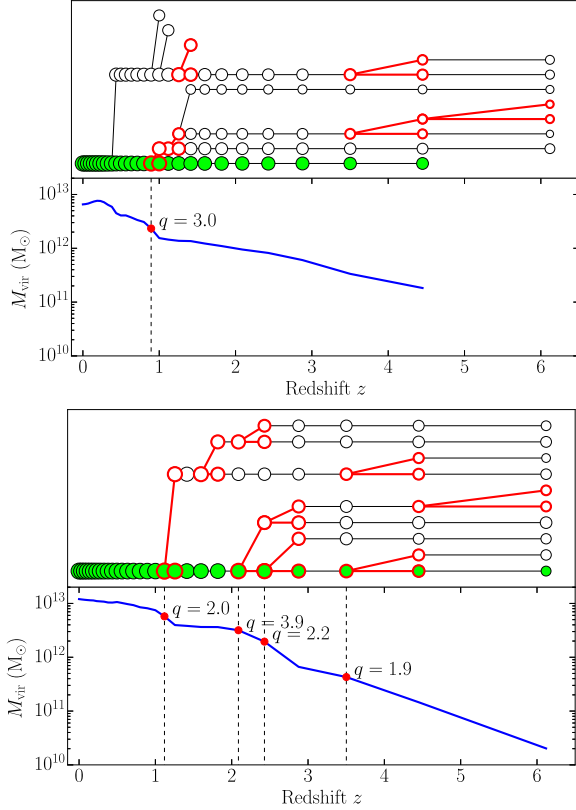 10^13
q = 3.0
10^12
M_vir (M_⊙)
10^11
10^10
0 1 2 3 4 5 6
Redshift z
10^13
q = 2.0
q = 3.9
q = 2.2
10^12
M_vir (M_⊙)
q = 1.9
10^11
10^10
0 1 2 3 4 5 6
Redshift z